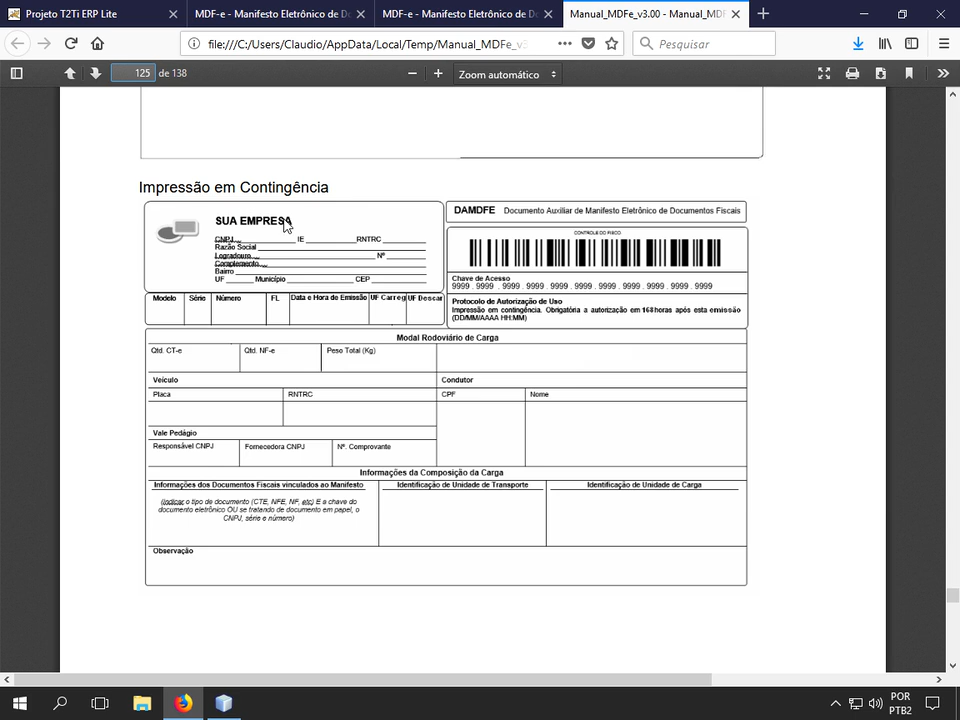 Projeto T2Ti ERP Lite
MDF-e - Manifesto Eletrônico de D
MDF-e - Manifesto Eletrônico de D
Manual_MDFe_v3.00 - Manual_MDF
file:///C:/Users/Claudio/AppData/Local/Temp/Manual_MDFe_v3
Pesquisar
125 de 138
Zoom automático
Impressão em Contingência
SUA EMPRESA
CNPJ IE RNTRC
Razão Social
Logradouro Nº
Complemento
Bairro
UF Município CEP
DAMDFE Documento Auxiliar de Manifesto Eletrônico de Documentos Fiscais
CONTROLE DO FISCO
Chave de Acesso
9999 . 9999 . 9999 . 9999 . 9999 . 9999 . 9999 . 9999 . 9999 . 9999 . 9999
Modelo Série Número FL Data e Hora de Emissão UF Carreg UF Descar
Protocolo de Autorização de Uso
Impressão em contingência. Obrigatória a autorização em 168 horas após esta emissão
(DD/MM/AAAA HH:MM)
Modal Rodoviário de Carga
Qtd. CT-e Qtd. NF-e Peso Total (Kg)
Veículo Condutor
Placa RNTRC CPF Nome
Vale Pedágio
Responsável CNPJ Fornecedora CNPJ Nº. Comprovante
Informações da Composição da Carga
Informações dos Documentos Fiscais vinculados ao Manifesto Identificação de Unidade de Transporte Identificação de Unidade de Carga
(Indicar o tipo de documento (CTE, NFE, NF, etc) E a chave do
documento eletrônico OU se tratando de documento em papel, o
CNPJ, série e número)
Observação
POR
PTB2